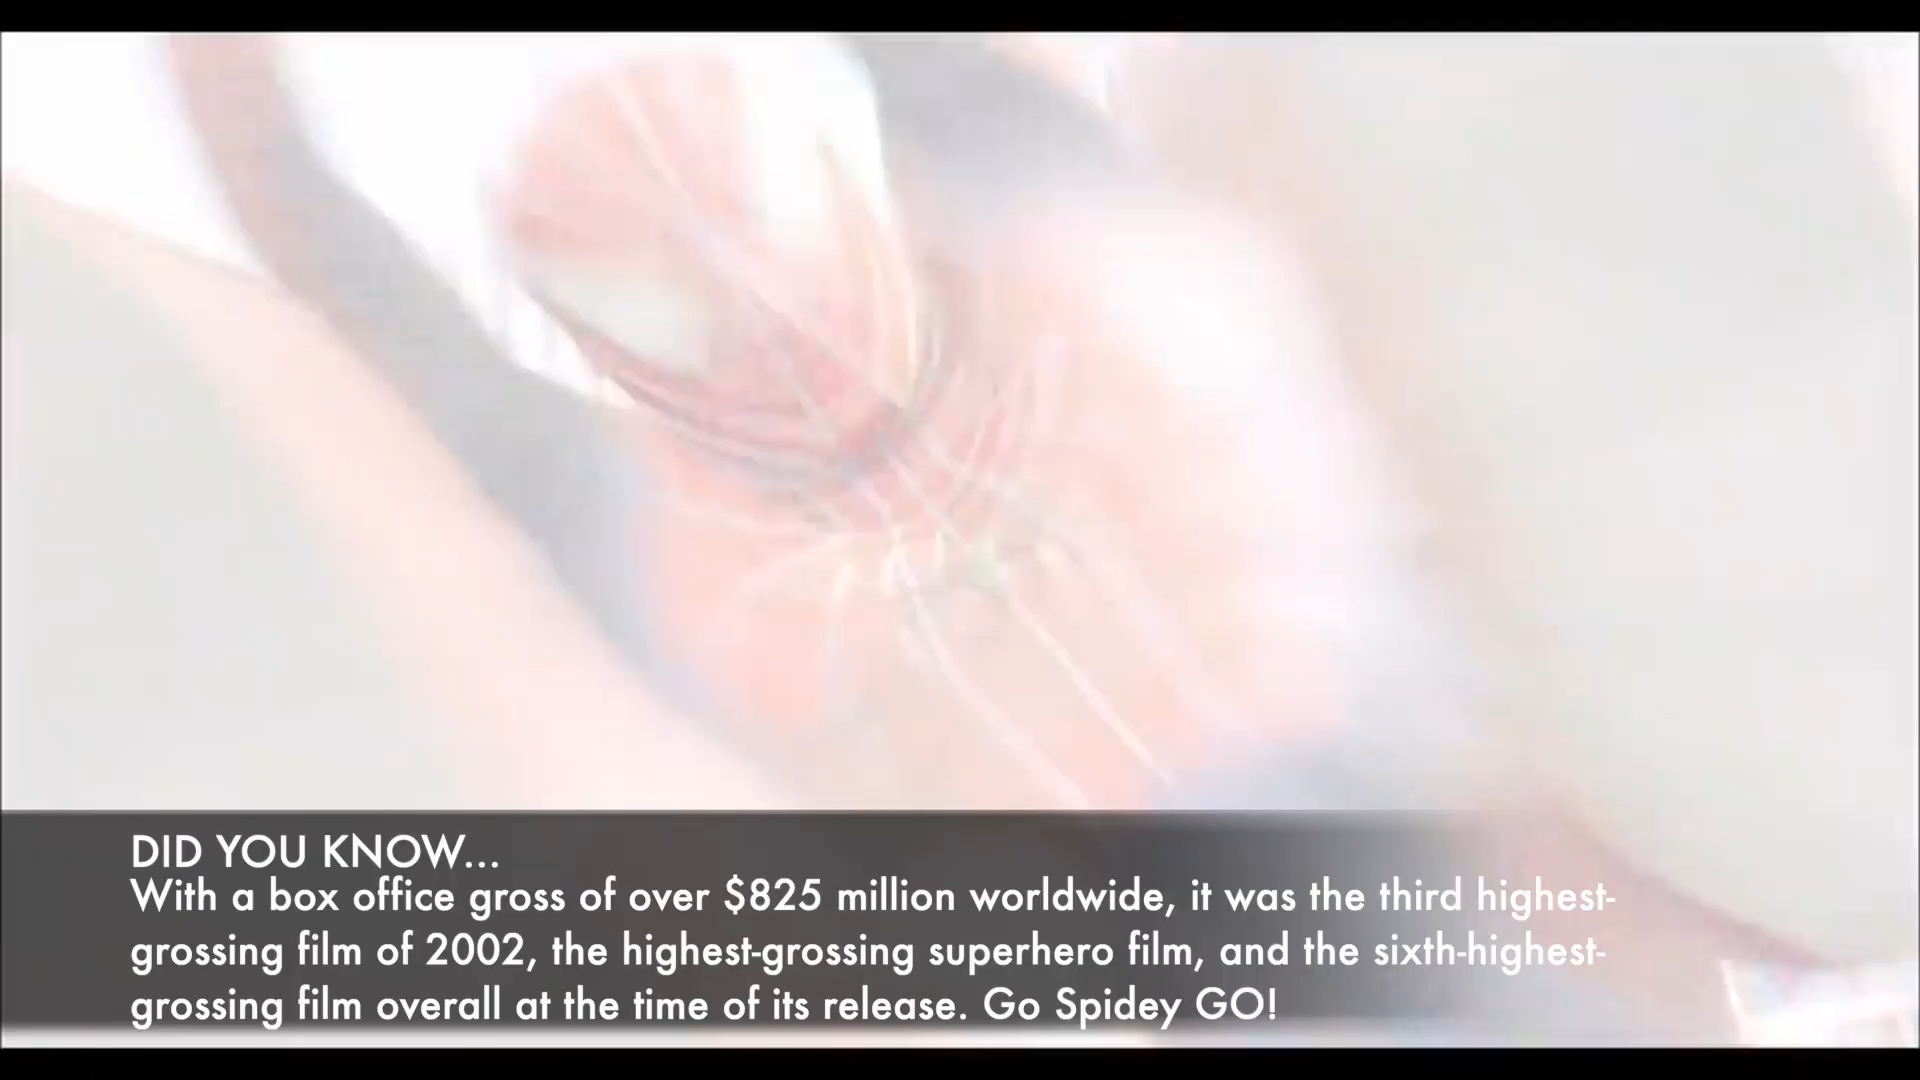 DID YOU KNOW...
With a box office gross of over $825 million worldwide, it was the third highest-
grossing film of 2002, the highest-grossing superhero film, and the sixth-highest-
grossing film overall at the time of its release. Go Spidey GO!